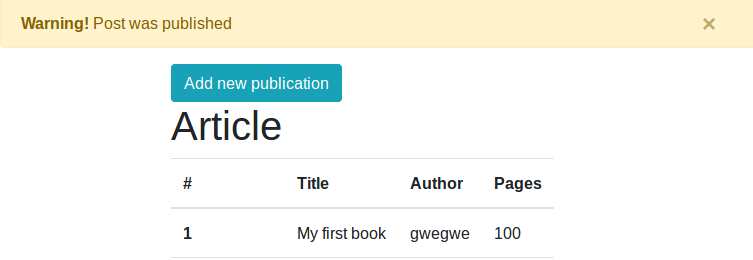 Warning! Post was published ×
Add new publication
Article
# Title Author Pages
1 My first book gwegwe 100